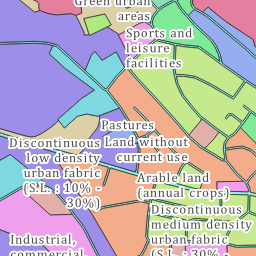 Green urban
areas
Sports and
leisure
facilities
Pastures
Land without
current use
Discontinuous
low density
urban fabric
(S.L. : 10% -
30%)
Arable land
(annual crops)
Discontinuous
medium density
urban fabric
(S.L. : 30% -
Industrial,
commercial,